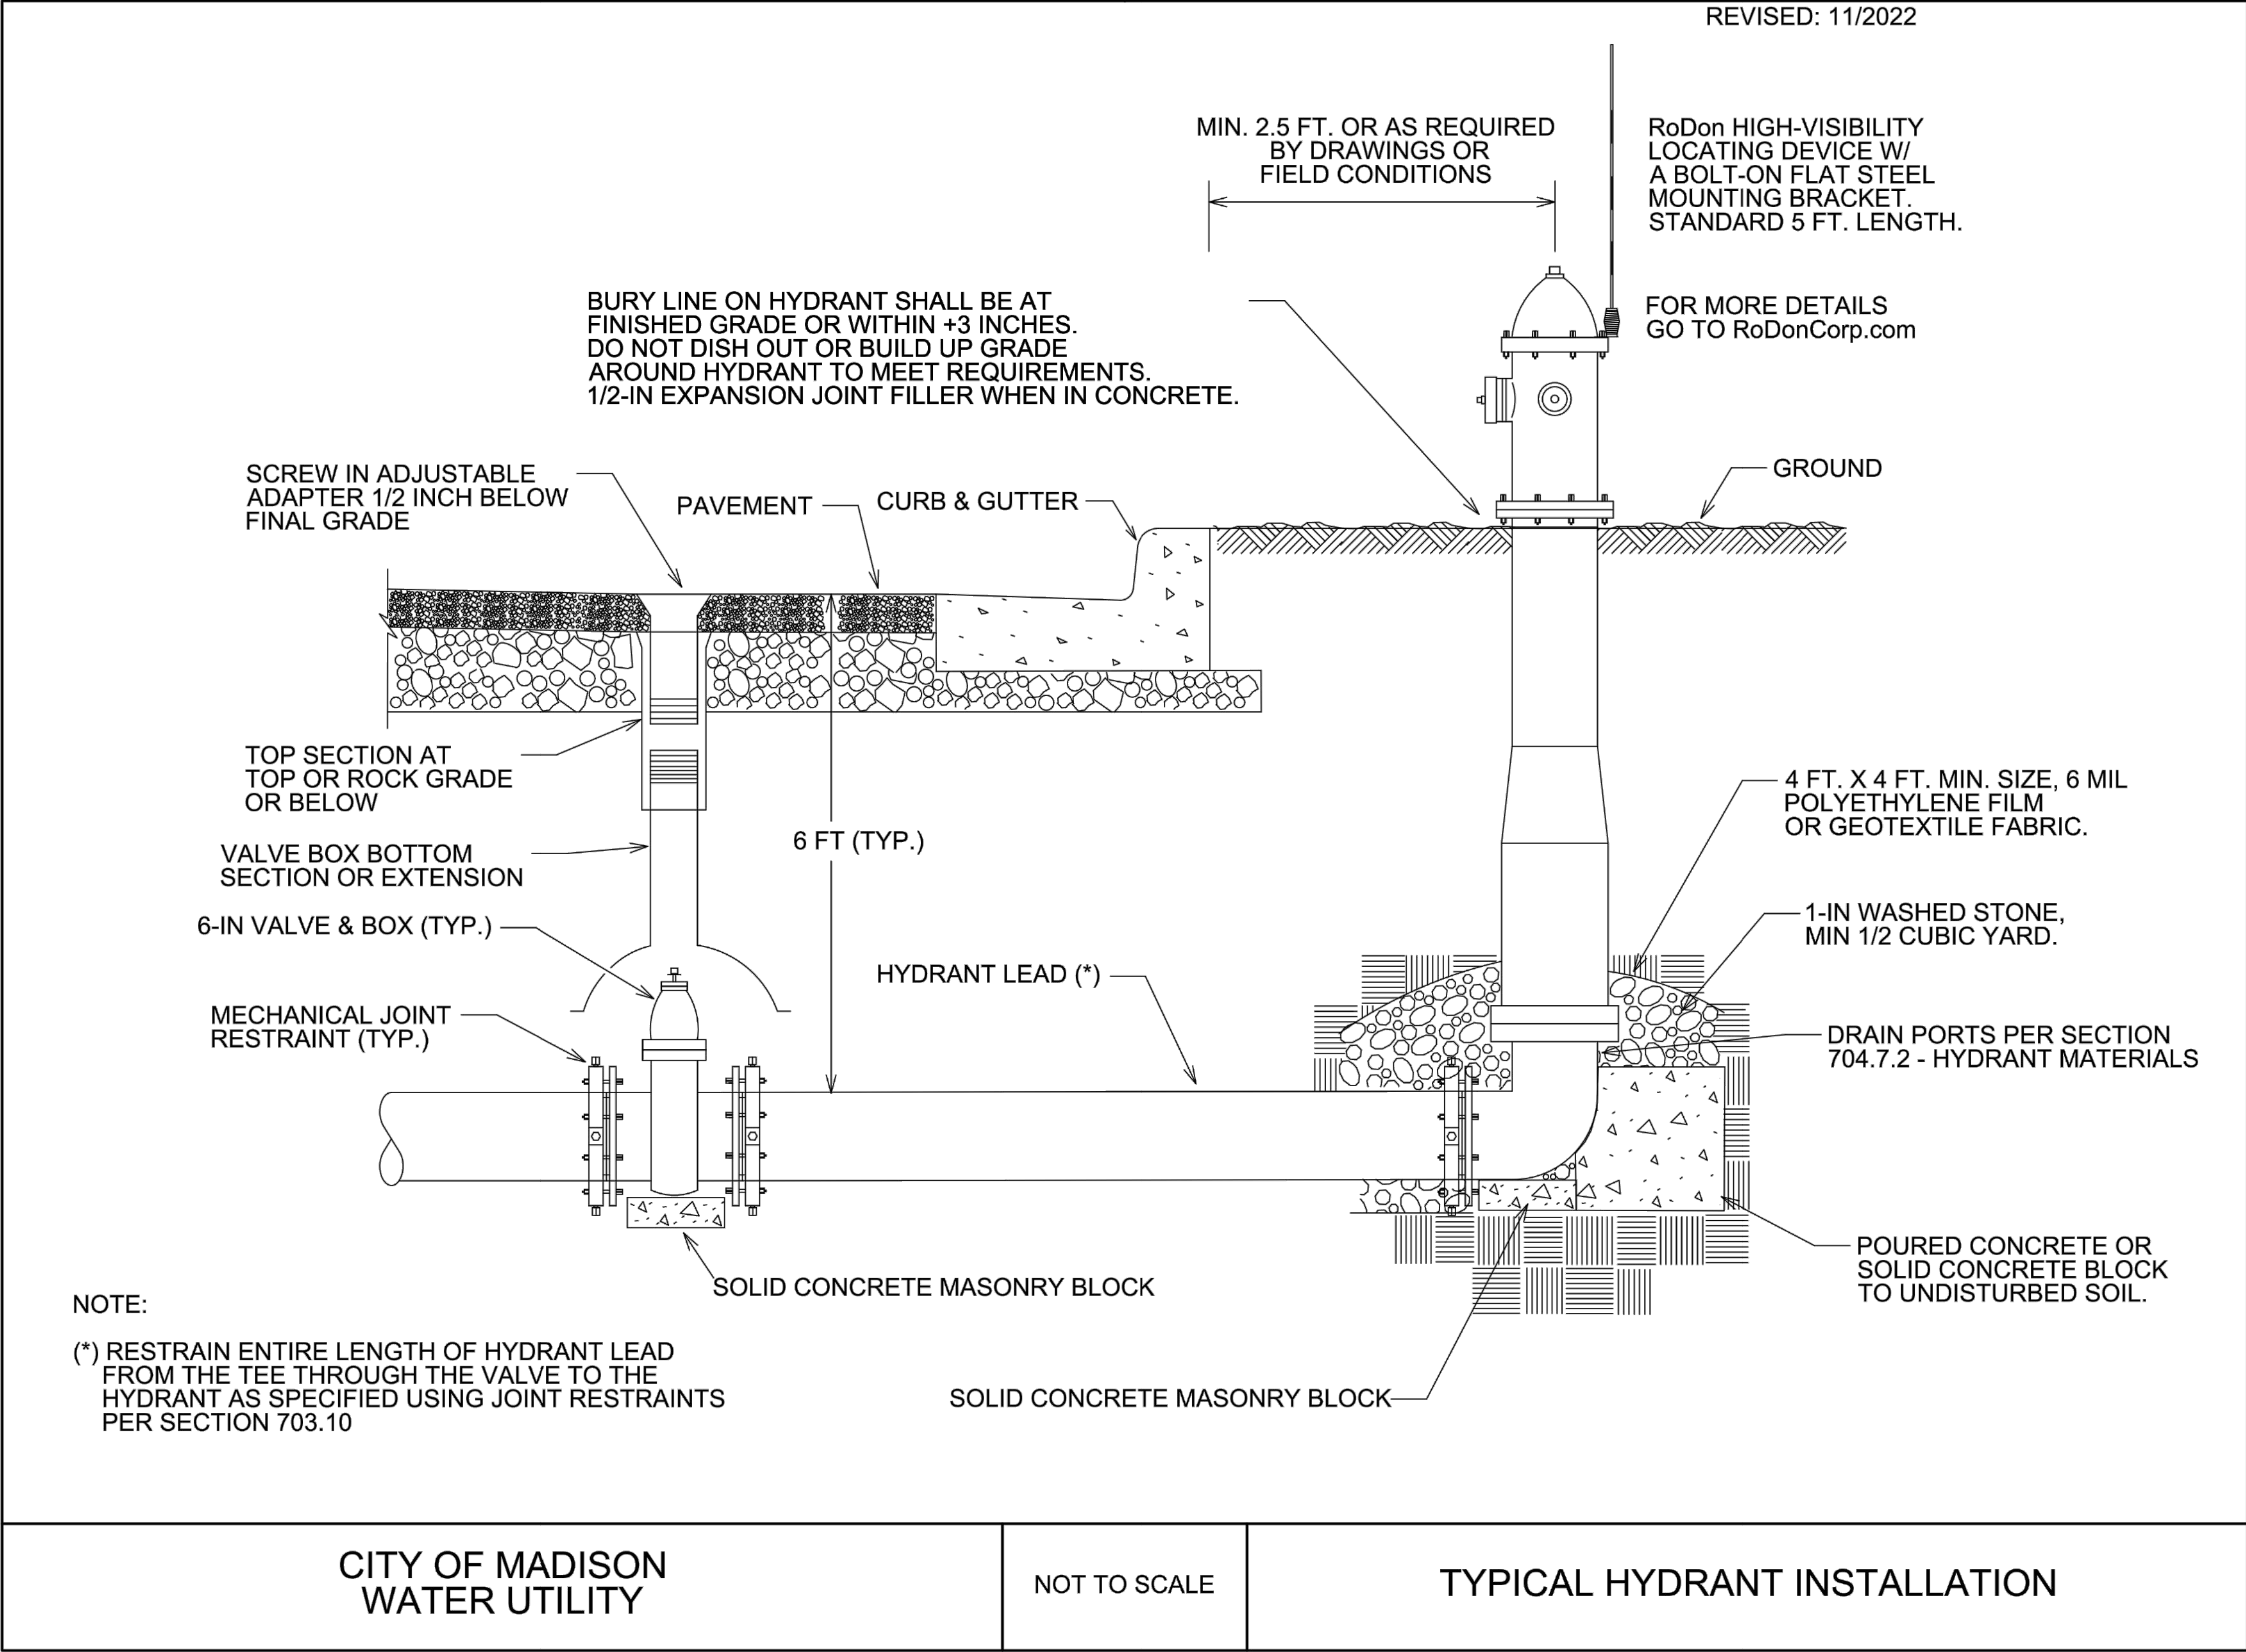 REVISED: 11/2022
MIN. 2.5 FT. OR AS REQUIRED
BY DRAWINGS OR
FIELD CONDITIONS
RoDon HIGH-VISIBILITY
LOCATING DEVICE W/
A BOLT-ON FLAT STEEL
MOUNTING BRACKET.
STANDARD 5 FT. LENGTH.
FOR MORE DETAILS
GO TO RoDonCorp.com
BURY LINE ON HYDRANT SHALL BE AT
FINISHED GRADE OR WITHIN +3 INCHES.
DO NOT DISH OUT OR BUILD UP GRADE
AROUND HYDRANT TO MEET REQUIREMENTS.
1/2-IN EXPANSION JOINT FILLER WHEN IN CONCRETE.
SCREW IN ADJUSTABLE
ADAPTER 1/2 INCH BELOW
FINAL GRADE
PAVEMENT
CURB & GUTTER
GROUND
TOP SECTION AT
TOP OR ROCK GRADE
OR BELOW
6 FT (TYP.)
4 FT. X 4 FT. MIN. SIZE, 6 MIL
POLYETHYLENE FILM
OR GEOTEXTILE FABRIC.
VALVE BOX BOTTOM
SECTION OR EXTENSION
6-IN VALVE & BOX (TYP.)
1-IN WASHED STONE,
MIN 1/2 CUBIC YARD.
HYDRANT LEAD (*)
MECHANICAL JOINT
RESTRAINT (TYP.)
DRAIN PORTS PER SECTION
704.7.2 - HYDRANT MATERIALS
SOLID CONCRETE MASONRY BLOCK
POURED CONCRETE OR
SOLID CONCRETE BLOCK
TO UNDISTURBED SOIL.
NOTE:
(*) RESTRAIN ENTIRE LENGTH OF HYDRANT LEAD
FROM THE TEE THROUGH THE VALVE TO THE
HYDRANT AS SPECIFIED USING JOINT RESTRAINTS
PER SECTION 703.10
SOLID CONCRETE MASONRY BLOCK
CITY OF MADISON
WATER UTILITY
NOT TO SCALE
TYPICAL HYDRANT INSTALLATION